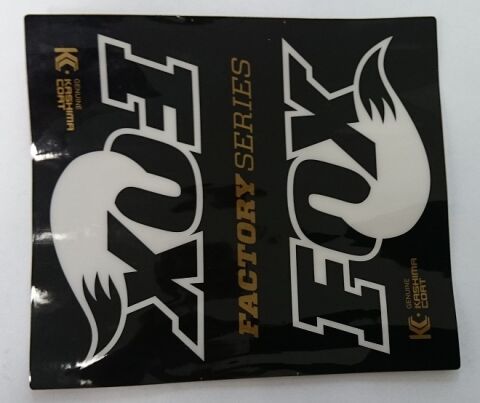 FOX
GENUINE
KASHIMA
COAT
FACTORY SERIES
FOX
GENUINE
KASHIMA
COAT